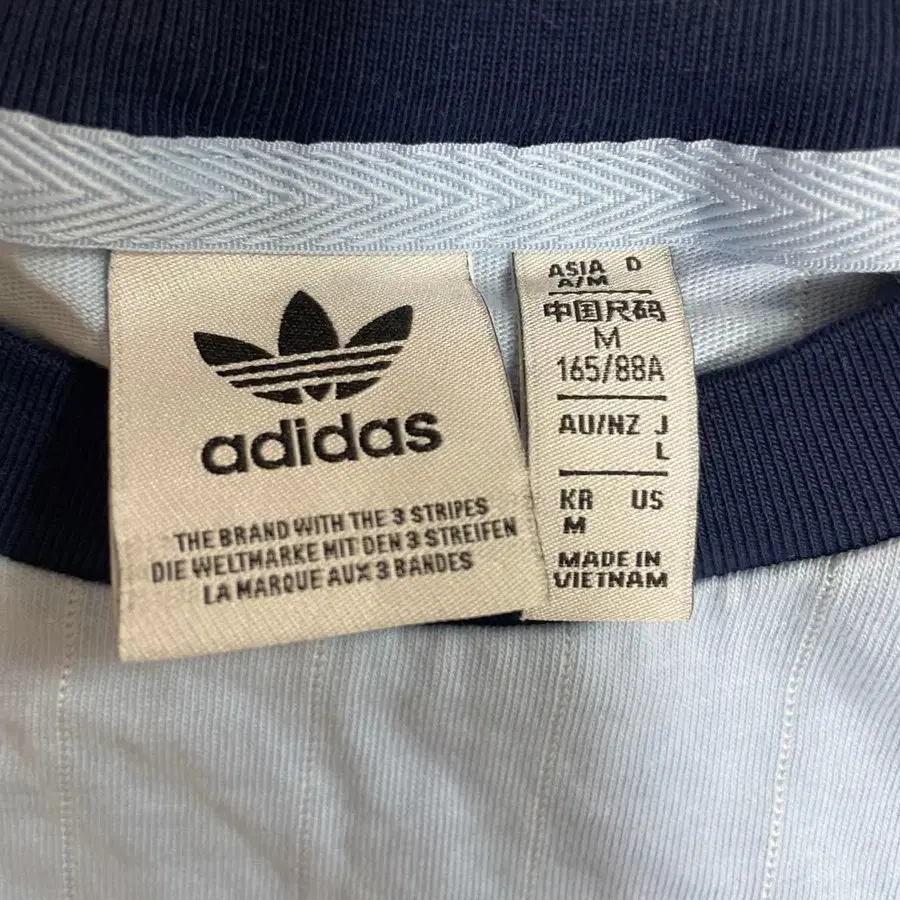 adidas
THE BRAND WITH THE 3 STRIPES
DIE WELTMARKE MIT DEN 3 STREIFEN
LA MARQUE AUX 3 BANDES
ASIA D
A/M
中国尺码
M
165/88A
AU/NZ J
L
KR US
M
MADE IN
VIETNAM